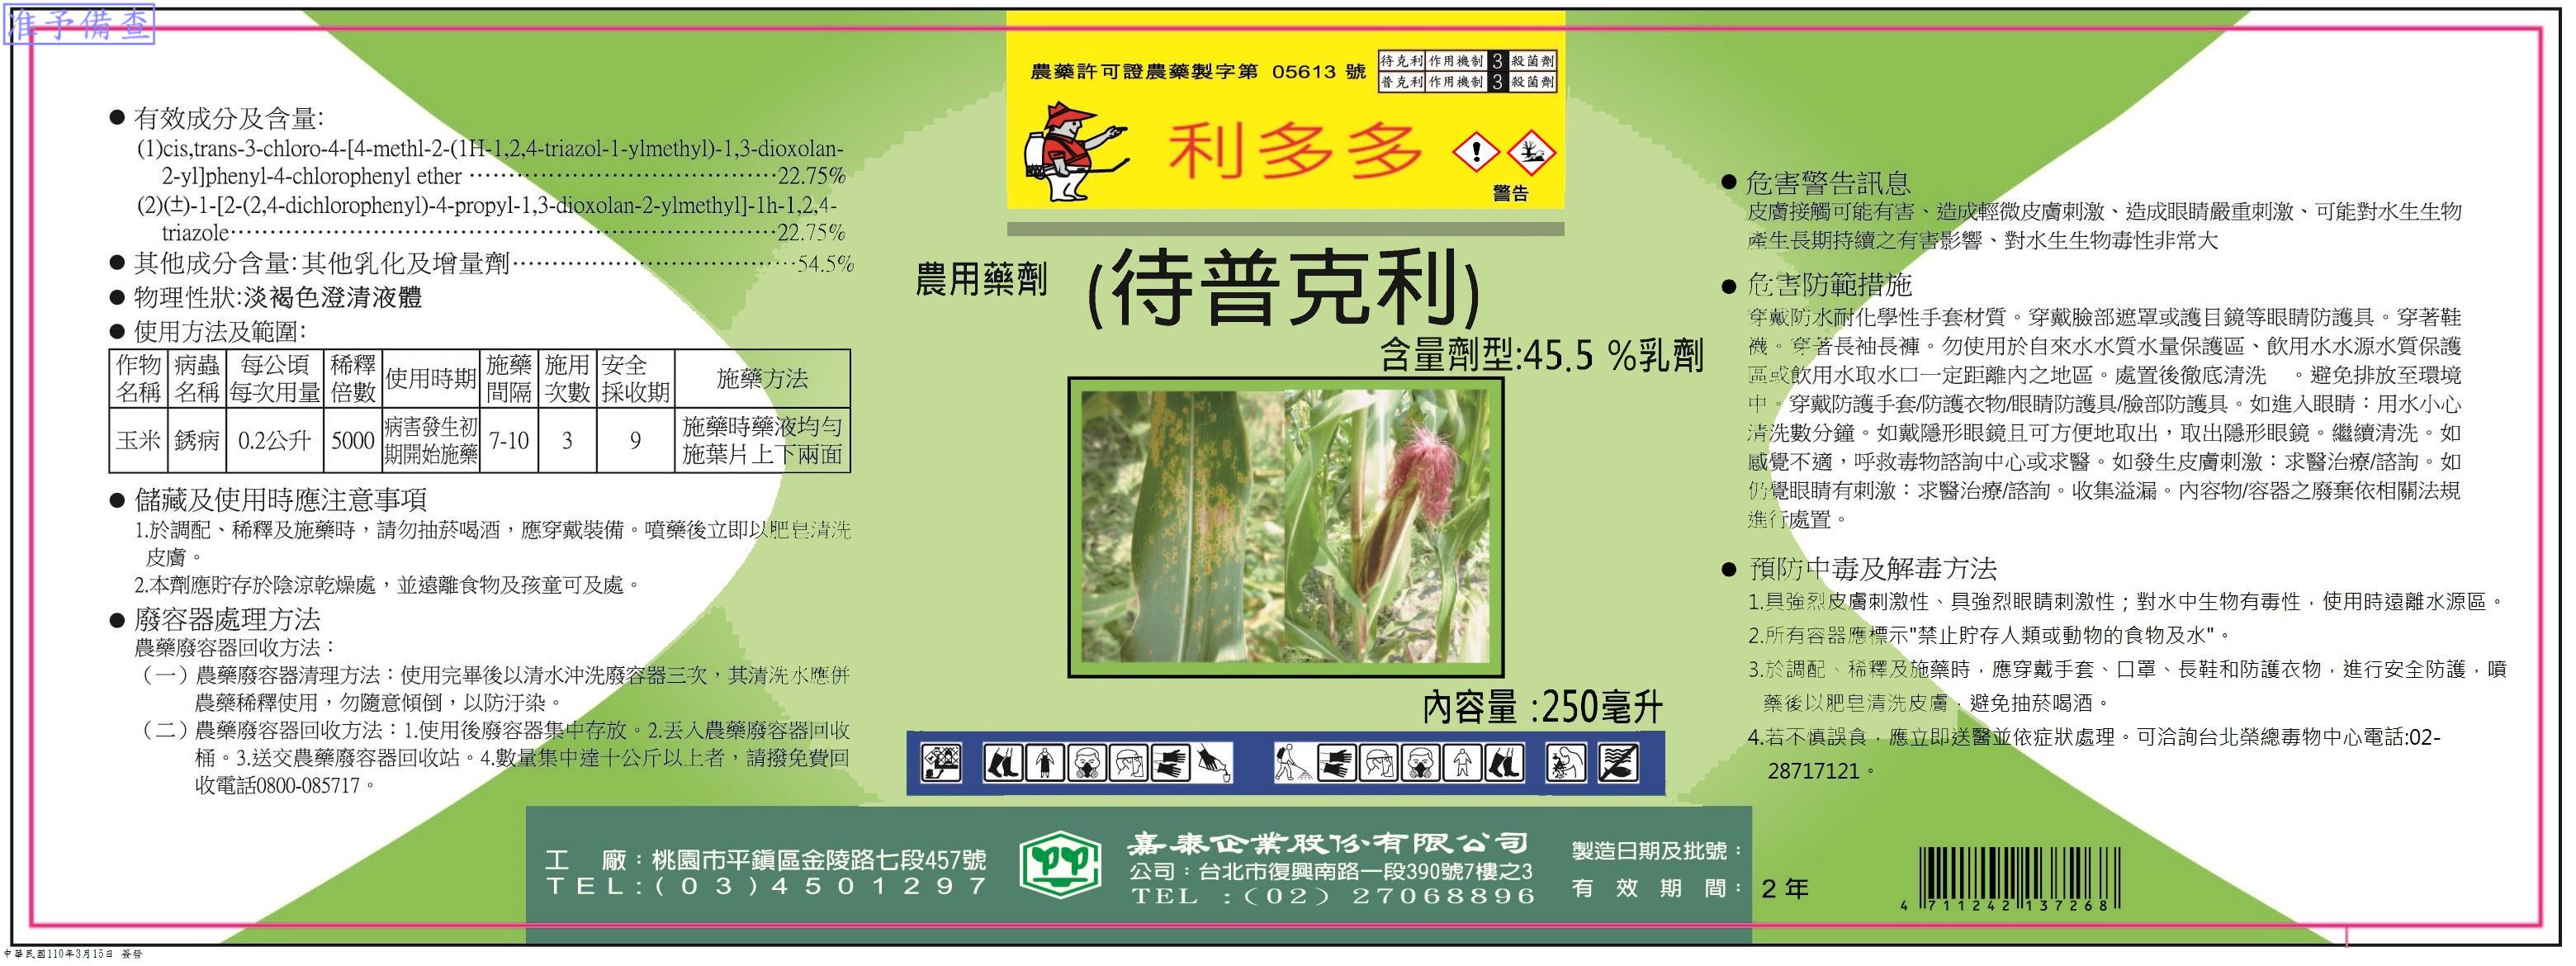 准予備查
農藥許可證農藥製字第 05613 號
待克利 作用機制 3 殺菌劑
普克利 作用機制 3 殺菌劑
利多多
警告
農用藥劑
(待普克利)
含量劑型:45.5 %乳劑
內容量 :250毫升
● 有效成分及含量:
(1)cis,trans-3-chloro-4-[4-methl-2-(1H-1,2,4-triazol-1-ylmethyl)-1,3-dioxolan-
2-yl]phenyl-4-chlorophenyl ether ……………………………………22.75%
(2)(±)-1-[2-(2,4-dichlorophenyl)-4-propyl-1,3-dioxolan-2-ylmethyl]-1h-1,2,4-
triazole……………………………………………………………22.75%
● 其他成分含量:其他乳化及增量劑………………………………54.5%
● 物理性狀:淡褐色澄清液體
● 使用方法及範圍:
作物名稱 病蟲名稱 每公頃每次用量 稀釋倍數 使用時期 施藥間隔 施用次數 安全採收期 施藥方法
玉米 銹病 0.2公升 5000 病害發生初期開始施藥 7-10 3 9 施藥時藥液均勻施葉片上下兩面
● 儲藏及使用時應注意事項
1.於調配、稀釋及施藥時，請勿抽菸喝酒，應穿戴裝備。噴藥後立即以肥皂清洗
皮膚。
2.本劑應貯存於陰涼乾燥處，並遠離食物及孩童可及處。
● 廢容器處理方法
農藥廢容器回收方法：
（一）農藥廢容器清理方法：使用完畢後以清水沖洗廢容器三次，其清洗水應併
農藥稀釋使用，勿隨意傾倒，以防汙染。
（二）農藥廢容器回收方法：1.使用後廢容器集中存放。2.丟入農藥廢容器回收
桶。3.送交農藥廢容器回收站。4.數量集中達十公斤以上者，請撥免費回
收電話0800-085717。
● 危害警告訊息
皮膚接觸可能有害、造成輕微皮膚刺激、造成眼睛嚴重刺激、可能對水生生物
產生長期持續之有害影響、對水生生物毒性非常大
● 危害防範措施
穿戴防水耐化學性手套材質。穿戴臉部遮罩或護目鏡等眼睛防護具。穿著鞋
襪。穿著長袖長褲。勿使用於自來水水質水量保護區、飲用水水源水質保護
區或飲用水取水口一定距離內之地區。處置後徹底清洗　。避免排放至環境
中。穿戴防護手套/防護衣物/眼睛防護具/臉部防護具。如進入眼睛：用水小心
清洗數分鐘。如戴隱形眼鏡且可方便地取出，取出隱形眼鏡。繼續清洗。如
感覺不適，呼救毒物諮詢中心或求醫。如發生皮膚刺激：求醫治療/諮詢。如
仍覺眼睛有刺激：求醫治療/諮詢。收集溢漏。內容物/容器之廢棄依相關法規
進行處置。
● 預防中毒及解毒方法
1.具強烈皮膚刺激性、具強烈眼睛刺激性；對水中生物有毒性，使用時遠離水源區。
2.所有容器應標示"禁止貯存人類或動物的食物及水"。
3.於調配、稀釋及施藥時，應穿戴手套、口罩、長鞋和防護衣物，進行安全防護，噴
藥後以肥皂清洗皮膚，避免抽菸喝酒。
4.若不慎誤食，應立即送醫並依症狀處理。可洽詢台北榮總毒物中心電話:02-
28717121。
工　廠：桃園市平鎮區金陵路七段457號
TEL:(03)4501297
嘉泰企業股份有限公司
公司：台北市復興南路一段390號7樓之3
TEL :(02) 27068896
製造日期及批號：
有 效 期 間：2 年
4 711242 137268
中華民國110年3月15日 簽發